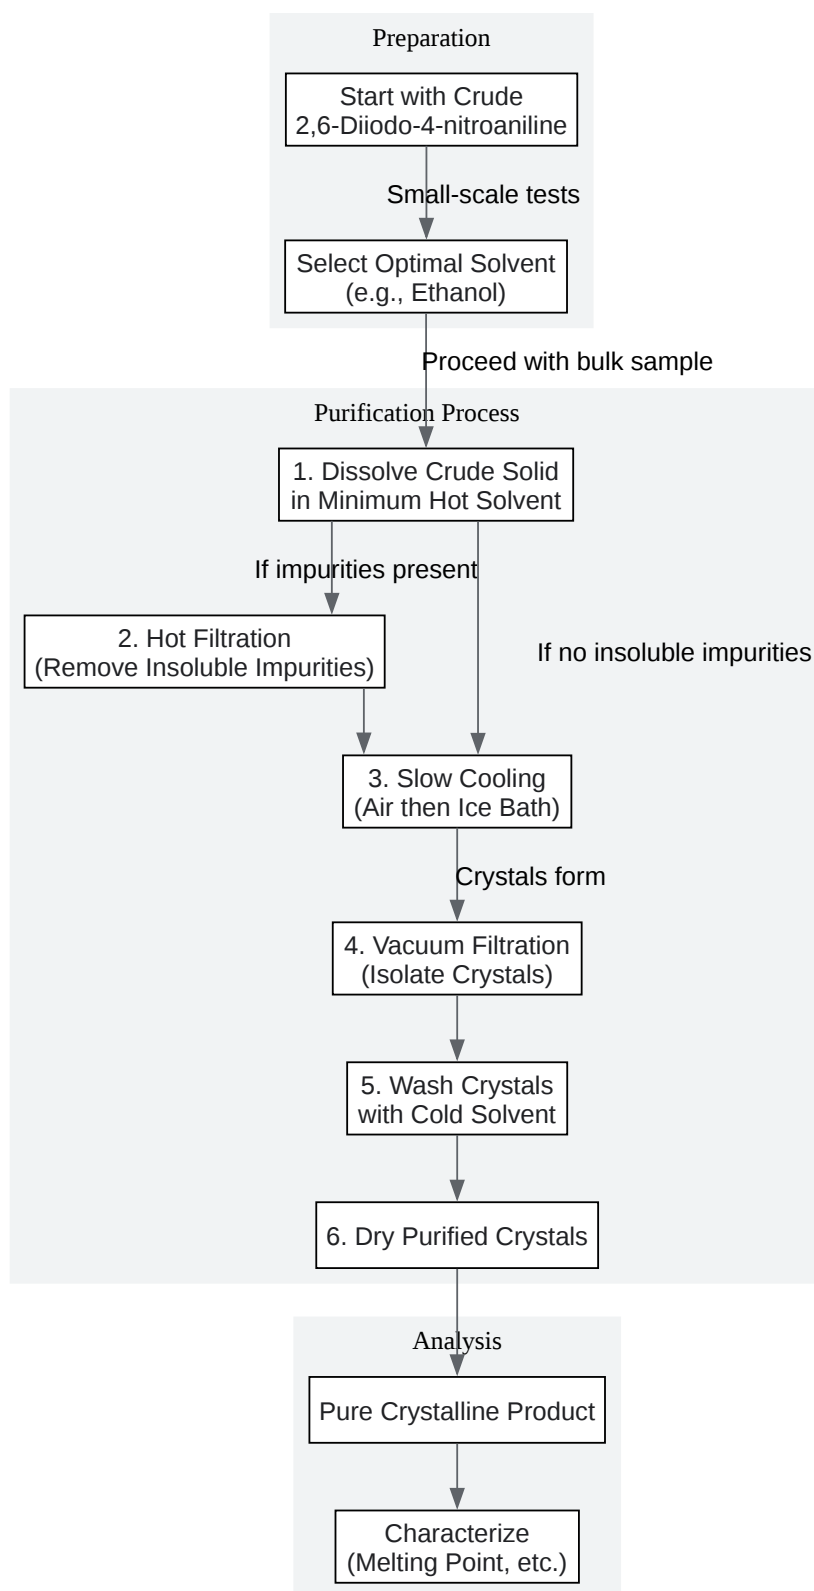 Preparation
Start with Crude
2,6-Diiodo-4-nitroaniline
Small-scale tests
Select Optimal Solvent
(e.g., Ethanol)
Proceed with bulk sample
Purification Process
1. Dissolve Crude Solid
in Minimum Hot Solvent
If impurities present
2. Hot Filtration
(Remove Insoluble Impurities)
If no insoluble impurities
3. Slow Cooling
(Air then Ice Bath)
Crystals form
4. Vacuum Filtration
(Isolate Crystals)
5. Wash Crystals
with Cold Solvent
6. Dry Purified Crystals
Analysis
Pure Crystalline Product
Characterize
(Melting Point, etc.)